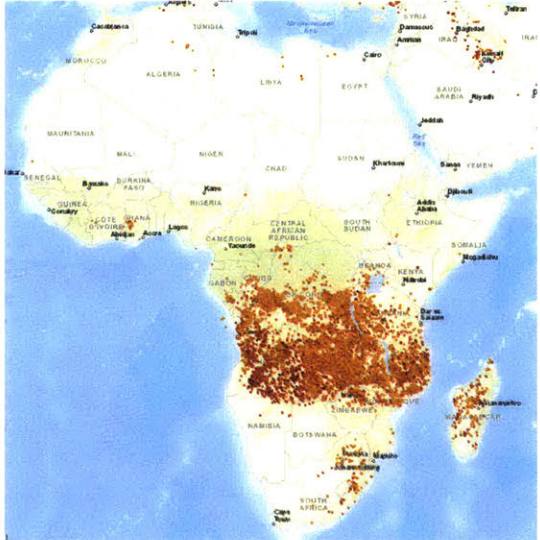 Casablanca
TUNISIA
Tripoli
Mediterranean
Sea
SYRIA
Damascus
Amman
Baghdad
IRAQ
Tehran
Kuwait
City
Cairo
MOROCCO
ALGERIA
LIBYA
EGYPT
SAUDI
ARABIA
Riyadh
Jeddah
Red
Sea
MAURITANIA
MALI
NIGER
CHAD
SUDAN
Khartoum
Sanaa
YEMEN
SENEGAL
Bamako
BURKINA
FASO
Kano
Djibouti
GUINEA
Conakry
COTE
D'IVOIRE
GHANA
NIGERIA
Abidjan
Accra
Lagos
CENTRAL
AFRICAN
REPUBLIC
SOUTH
SUDAN
Addis
Ababa
ETHIOPIA
CAMEROON
Yaounde
SOMALIA
Mogadishu
GABON
CONGO
UGANDA
KENYA
Nairobi
Dar es
Salaam
ZIMBABWE
NAMIBIA
BOTSWANA
Maputo
Johannesburg
SOUTH
AFRICA
Cape
Town